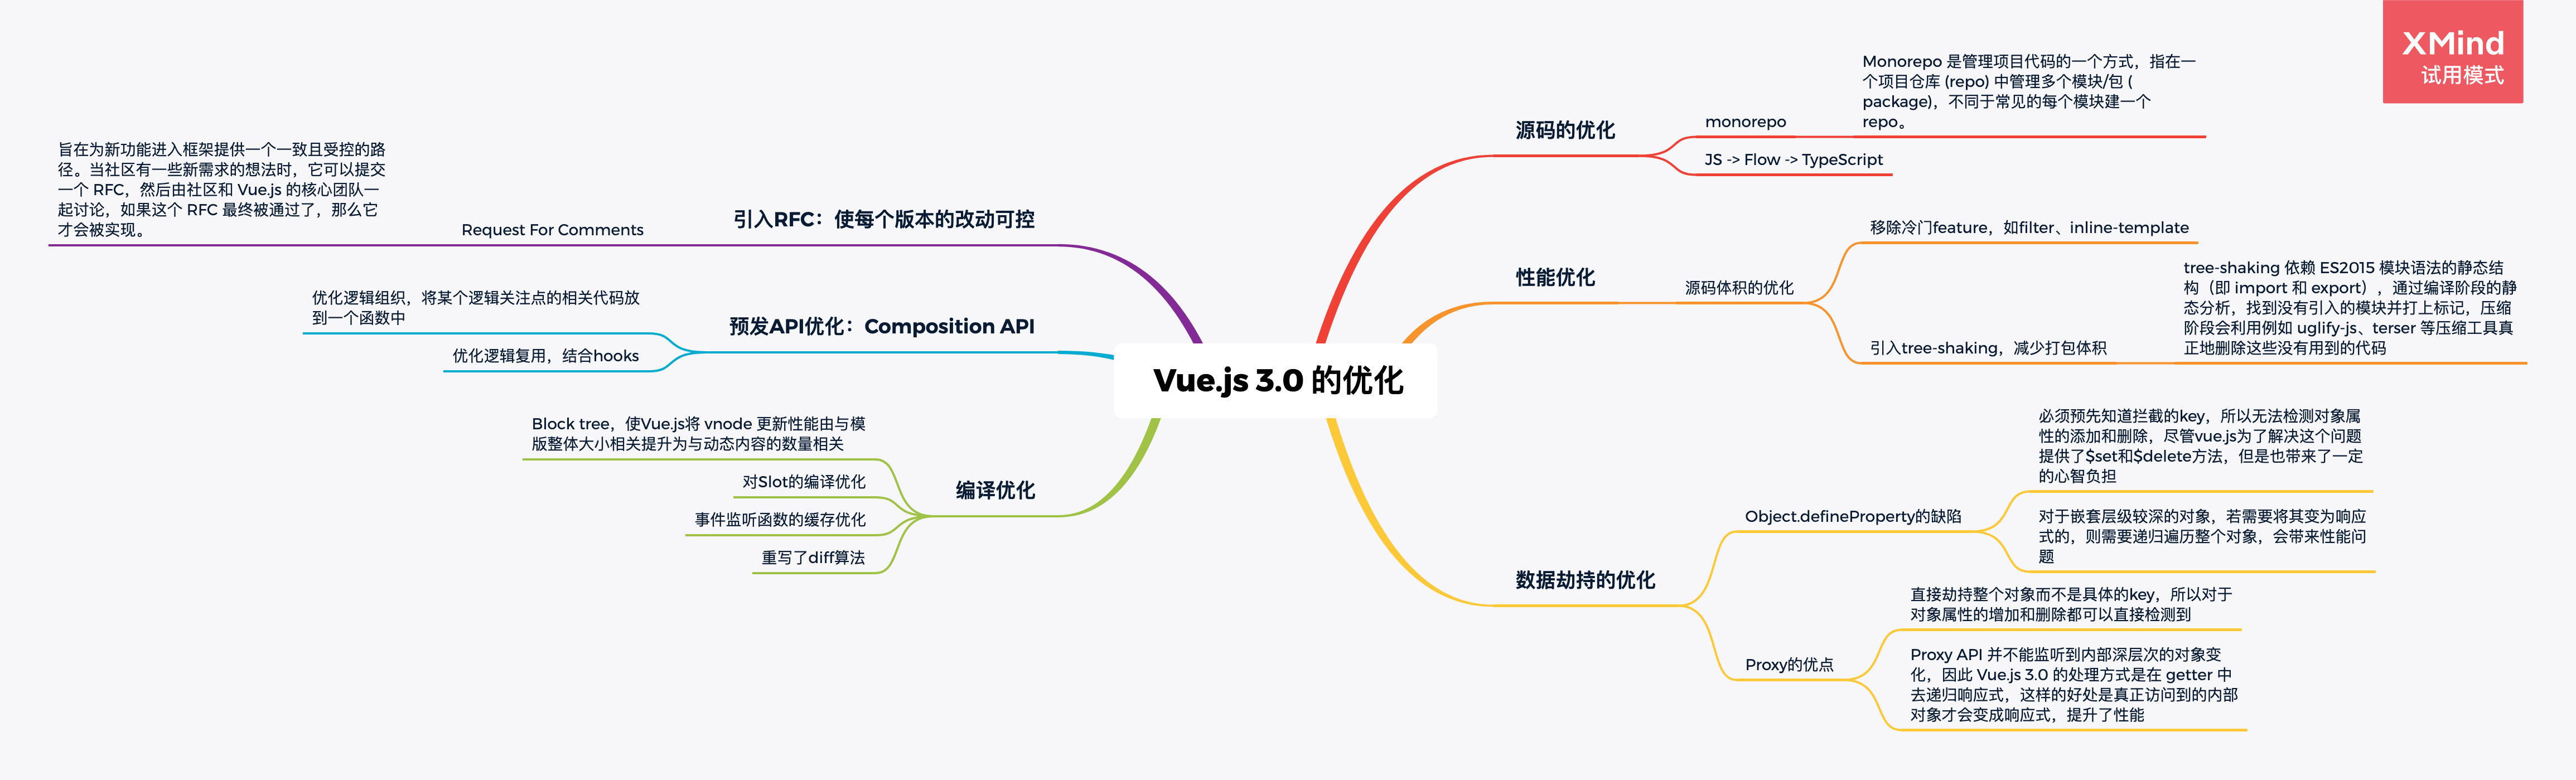 XMind
试用模式
Vue.js 3.0 的优化
源码的优化
monorepo
Monorepo 是管理项目代码的一个方式，指在一
个项目仓库 (repo) 中管理多个模块/包 (
package)，不同于常见的每个模块建一个
repo。
JS -> Flow -> TypeScript
性能优化
源码体积的优化
移除冷门feature，如filter、inline-template
引入tree-shaking，减少打包体积
tree-shaking 依赖 ES2015 模块语法的静态结
构（即 import 和 export），通过编译阶段的静
态分析，找到没有引入的模块并打上标记，压缩
阶段会利用例如 uglify-js、terser 等压缩工具真
正地删除这些没有用到的代码
数据劫持的优化
Object.defineProperty的缺陷
必须预先知道拦截的key，所以无法检测对象属
性的添加和删除，尽管vue.js为了解决这个问题
提供了$set和$delete方法，但是也带来了一定
的心智负担
对于嵌套层级较深的对象，若需要将其变为响应
式的，则需要递归遍历整个对象，会带来性能问
题
Proxy的优点
直接劫持整个对象而不是具体的key，所以对于
对象属性的增加和删除都可以直接检测到
Proxy API 并不能监听到内部深层次的对象变
化，因此 Vue.js 3.0 的处理方式是在 getter 中
去递归响应式，这样的好处是真正访问到的内部
对象才会变成响应式，提升了性能
引入RFC：使每个版本的改动可控
Request For Comments
旨在为新功能进入框架提供一个一致且受控的路
径。当社区有一些新需求的想法时，它可以提交
一个 RFC，然后由社区和 Vue.js 的核心团队一
起讨论，如果这个 RFC 最终被通过了，那么它
才会被实现。
预发API优化：Composition API
优化逻辑组织，将某个逻辑关注点的相关代码放
到一个函数中
优化逻辑复用，结合hooks
编译优化
Block tree，使Vue.js将 vnode 更新性能由与模
版整体大小相关提升为与动态内容的数量相关
对Slot的编译优化
事件监听函数的缓存优化
重写了diff算法